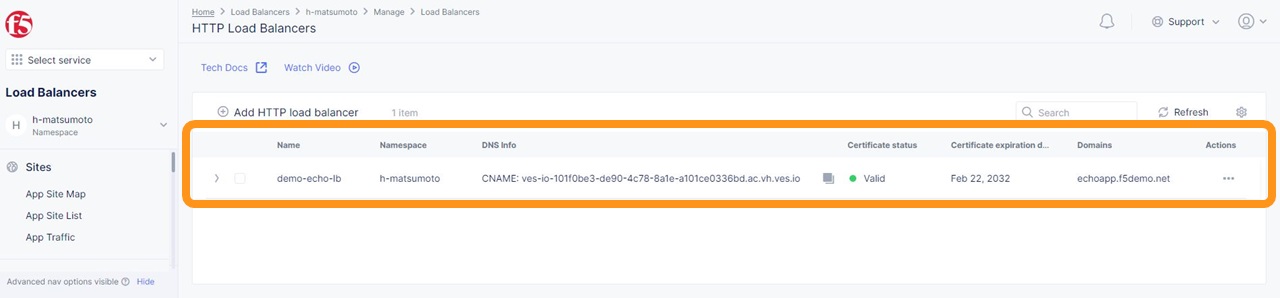 f5
Home > Load Balancers > h-matsumoto > Manage > Load Balancers
HTTP Load Balancers
Support
Select service
Tech Docs Watch Video
Load Balancers
H
h-matsumoto
Namespace
Add HTTP load balancer 1 item Search Refresh
Name Namespace DNS Info Certificate status Certificate expiration d... Domains Actions
demo-echo-lb h-matsumoto CNAME: ves-io-101f0be3-de90-4c78-8a1e-a101ce0336bd.ac.vh.ves.io Valid Feb 22, 2032 echoapp.f5demo.net
Sites
App Site Map
App Site List
App Traffic
Advanced nav options visible Hide